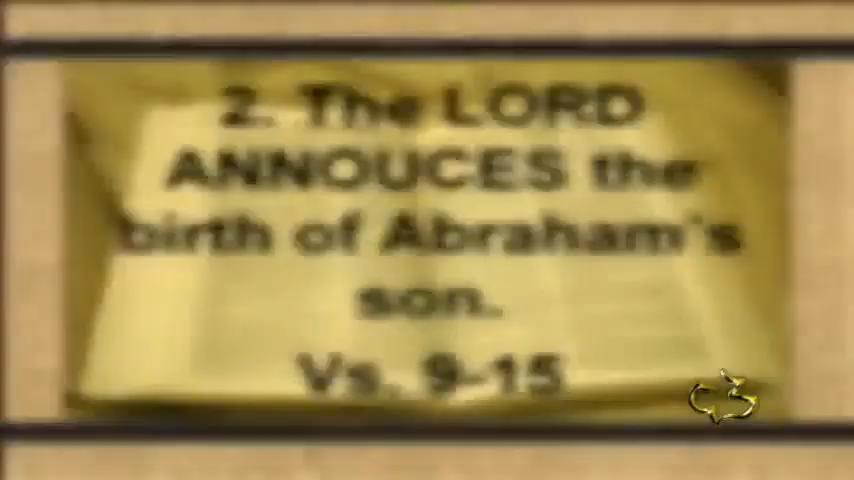 2. The LORD
ANNOUCES the
birth of Abraham's
son.
Vs. 9-15